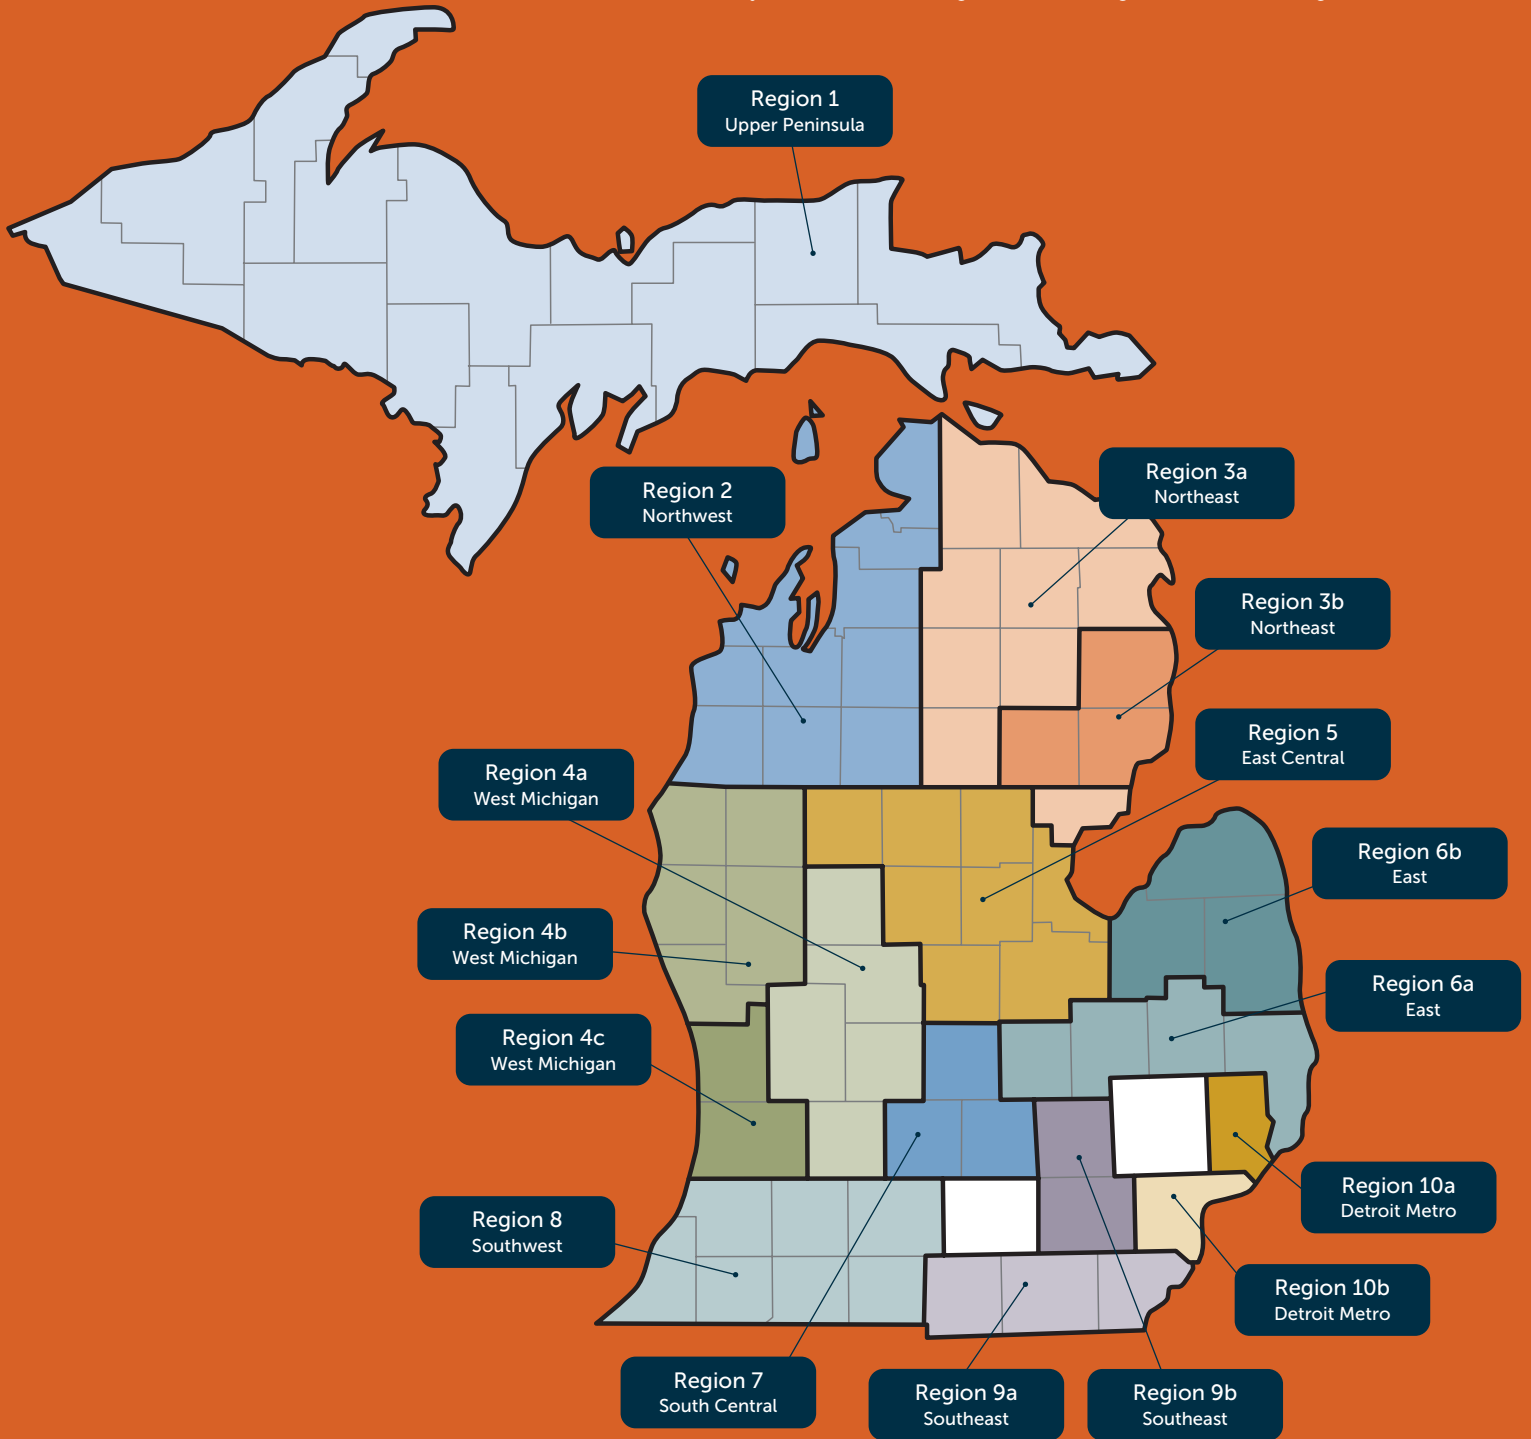 Region 1
Upper Peninsula
Region 3a
Northeast
Region 2
Northwest
Region 3b
Northeast
Region 5
East Central
Region 4a
West Michigan
Region 6b
East
Region 4b
West Michigan
Region 6a
East
Region 4c
West Michigan
Region 10a
Detroit Metro
Region 8
Southwest
Region 10b
Detroit Metro
Region 7
South Central
Region 9a
Southeast
Region 9b
Southeast